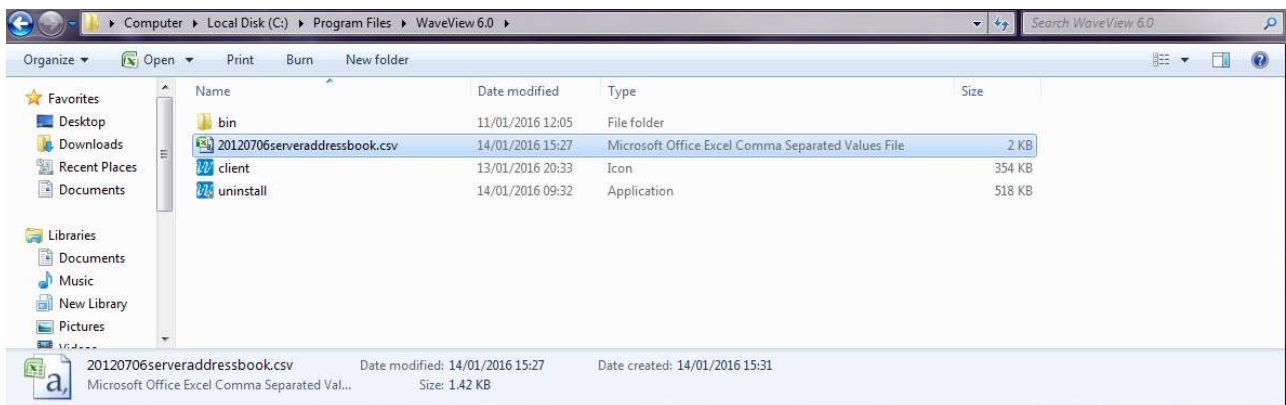 Computer ▸ Local Disk (C:) ▸ Program Files ▸ WaveView 6.0 ▸ Search WaveView 6.0
Organize Open Print Burn New folder
Name Date modified Type Size
Favorites
Desktop
Downloads
Recent Places
Documents
Libraries
Documents
Music
New Library
Pictures
Videos
bin 11/01/2016 12:05 File folder
20120706serveraddressbook.csv 14/01/2016 15:27 Microsoft Office Excel Comma Separated Values File 2 KB
client 13/01/2016 20:33 Icon 354 KB
uninstall 14/01/2016 09:32 Application 518 KB
a,
20120706serveraddressbook.csv Date modified: 14/01/2016 15:27 Date created: 14/01/2016 15:31
Microsoft Office Excel Comma Separated Val... Size: 1.42 KB